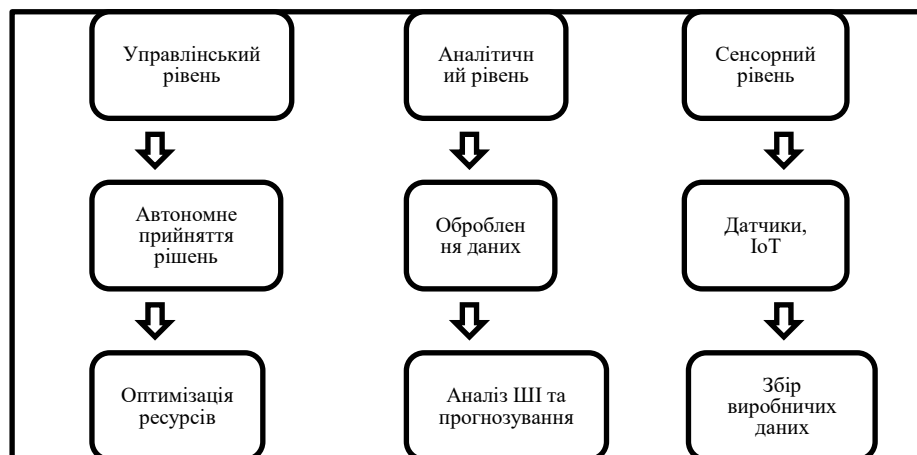 Управлінський
рівень
Аналітичн
ий рівень
Сенсорний
рівень
Автономне
прийняття
рішень
Оброблен
ня даних
Датчики,
IoT
Оптимізація
ресурсів
Аналіз ШІ та
прогнозування
Збір
виробничих
даних